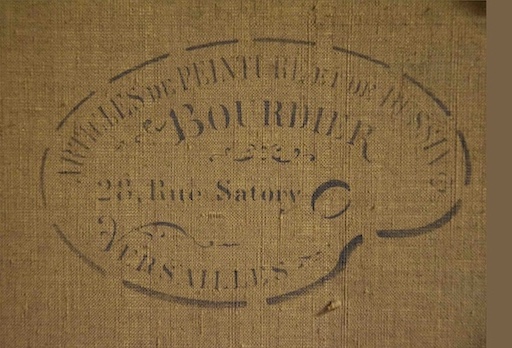 ARTICLES DE PEINTURE ET DE DESSIN
BOURDIER
28, Rue Satory
VERSAILLES